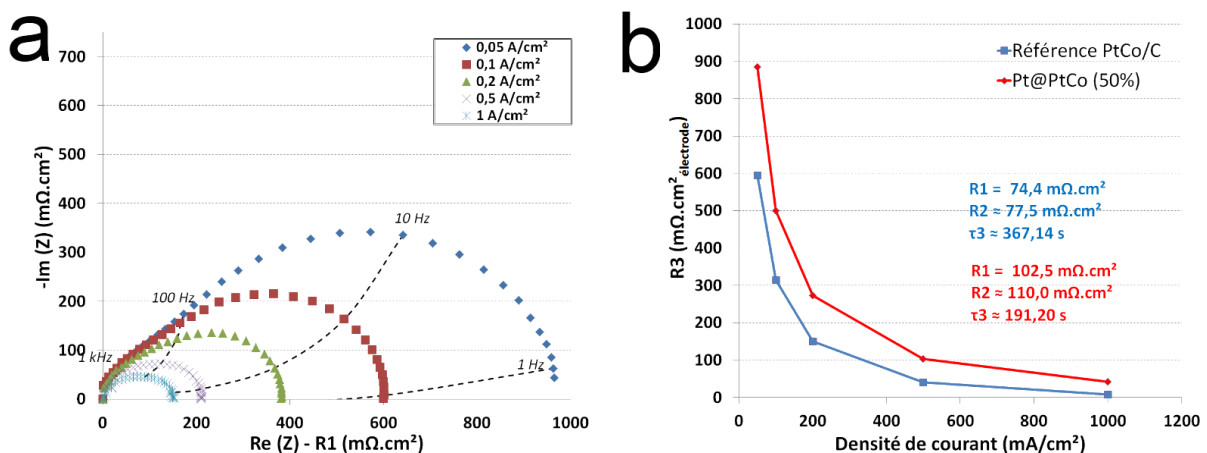 a
700
500
400
300
200
100
0
-Im (Z) (mΩ.cm²)
0
200
400
600
800
1000
Re (Z) - R1 (mΩ.cm²)
0,05 A/cm²
0,1 A/cm²
0,2 A/cm²
0,5 A/cm²
1 A/cm²
10 Hz
100 Hz
1 kHz
1 Hz
b
1000
900
800
700
600
500
400
300
200
100
0
R3 (mΩ.cm² électrode)
0
200
400
600
800
1000
1200
Densité de courant (mA/cm²)
Référence PtCo/C
Pt@PtCo (50%)
R1 = 74,4 mΩ.cm²
R2 ≈ 77,5 mΩ.cm²
τ3 ≈ 367,14 s
R1 = 102,5 mΩ.cm²
R2 ≈ 110,0 mΩ.cm²
τ3 ≈ 191,20 s